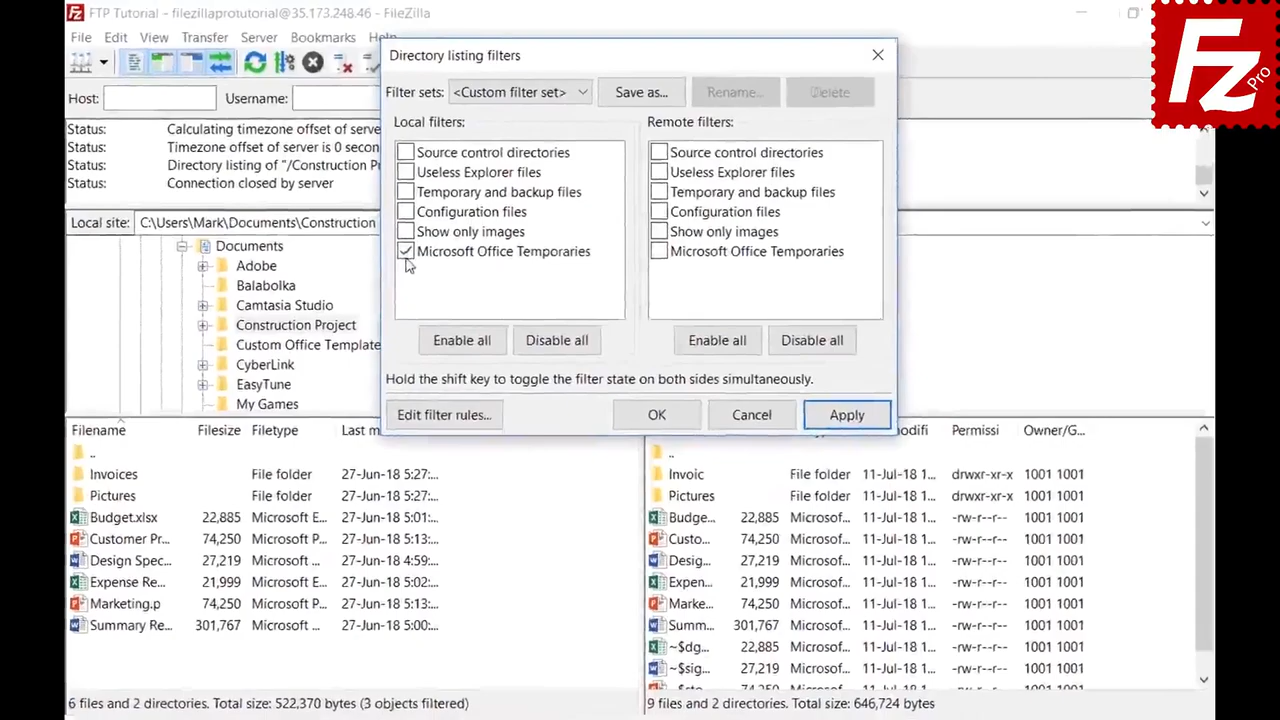 FTP Tutorial - filezillaprotutorial@35.173.248.46 - FileZilla
File Edit View Transfer Server Bookmarks
Host: Username:
Status: Calculating timezone offset of serve
Status: Timezone offset of server is 0 secon
Status: Directory listing of "/Construction P
Status: Connection closed by server
Local site: C:\Users\Mark\Documents\Construction
Documents
Adobe
Balabolka
Camtasia Studio
Construction Project
Custom Office Template
CyberLink
EasyTune
My Games
Directory listing filters
Filter sets: <Custom filter set> Save as... Rename... Delete
Local filters: Remote filters:
Source control directories Source control directories
Useless Explorer files Useless Explorer files
Temporary and backup files Temporary and backup files
Configuration files Configuration files
Show only images Show only images
Microsoft Office Temporaries Microsoft Office Temporaries
Enable all Disable all Enable all Disable all
Hold the shift key to toggle the filter state on both sides simultaneously.
Edit filter rules... OK Cancel Apply
Filename Filesize Filetype Last m
..
Invoices File folder 27-Jun-18 5:27:...
Pictures File folder 27-Jun-18 5:27:...
Budget.xlsx 22,885 Microsoft E... 27-Jun-18 5:01:...
Customer Pr... 74,250 Microsoft P... 27-Jun-18 5:13:...
Design Spec... 27,219 Microsoft ... 27-Jun-18 4:59:...
Expense Re... 21,999 Microsoft E... 27-Jun-18 5:02:...
Marketing.p 74,250 Microsoft P... 27-Jun-18 5:13:...
Summary Re... 301,767 Microsoft ... 27-Jun-18 5:00:...
6 files and 2 directories. Total size: 522,370 bytes (3 objects filtered)
odifi Permissi Owner/G...
..
Invoic File folder 11-Jul-18 1... drwxr-xr-x 1001 1001
Pictures File folder 11-Jul-18 1... drwxr-xr-x 1001 1001
Budge... 22,885 Microsof... 11-Jul-18 1... -rw-r--r-- 1001 1001
Custo... 74,250 Microsof... 11-Jul-18 1... -rw-r--r-- 1001 1001
Desig... 27,219 Microsof... 11-Jul-18 1... -rw-r--r-- 1001 1001
Expen... 21,999 Microsof... 11-Jul-18 1... -rw-r--r-- 1001 1001
Marke... 74,250 Microsof... 11-Jul-18 1... -rw-r--r-- 1001 1001
Summ... 301,767 Microsof... 11-Jul-18 1... -rw-r--r-- 1001 1001
~$dg... 22,885 Microsof... 11-Jul-18 1... -rw-r--r-- 1001 1001
~$sig... 27,219 Microsof... 11-Jul-18 1... -rw-r--r-- 1001 1001
9 files and 2 directories. Total size: 646,724 bytes
FZ Pro